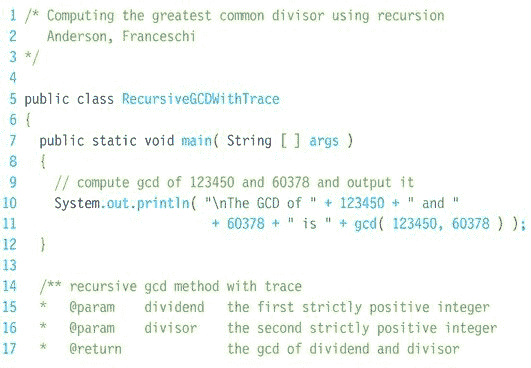 1 /* Computing the greatest common divisor using recursion
2    Anderson, Franceschi
3 */
4
5 public class RecursiveGCDWithTrace
6 {
7   public static void main( String [ ] args )
8   {
9     // compute gcd of 123450 and 60378 and output it
10    System.out.println( "\nThe GCD of " + 123450 + " and "
11                        + 60378 + " is " + gcd( 123450, 60378 ) );
12  }
13
14  /** recursive gcd method with trace
15  *   @param    dividend   the first strictly positive integer
16  *   @param    divisor    the second strictly positive integer
17  *   @return              the gcd of dividend and divisor